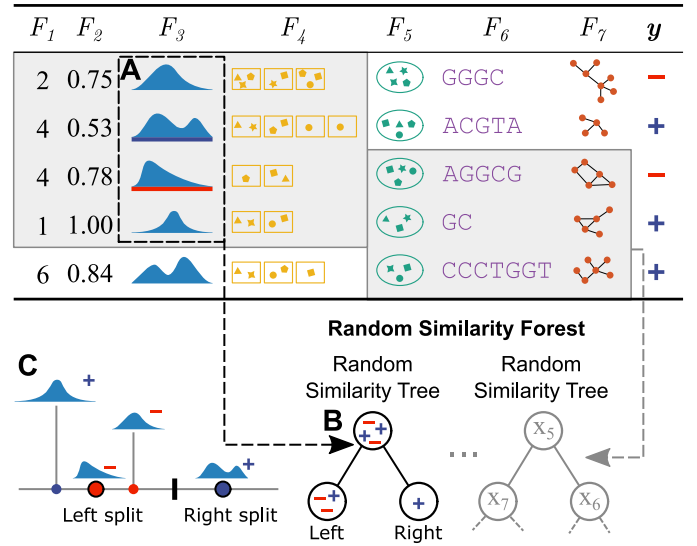 F1 F2 F3 F4 F5 F6 F7 y
A
2 0.75 GGGC −
4 0.53 ACGTA +
4 0.78 AGGCG −
1 1.00 GC +
6 0.84 CCCTGGT +
Random Similarity Forest
Random Similarity Tree
Random Similarity Tree
C
+
−
−
+
Left split
Right split
B
+ − + −
− + −
+
Left
Right
...
x5
x7
x6